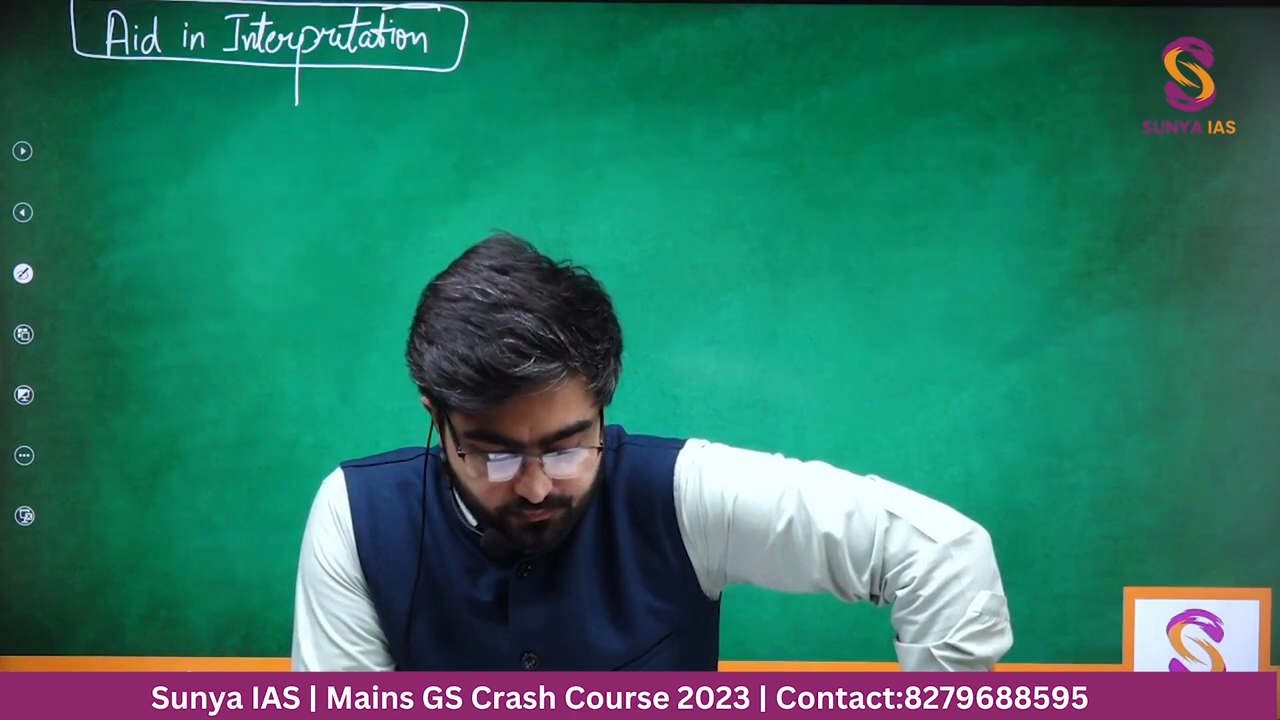 Aid in Interpretation
SUNYA IAS
Sunya IAS | Mains GS Crash Course 2023 | Contact:8279688595